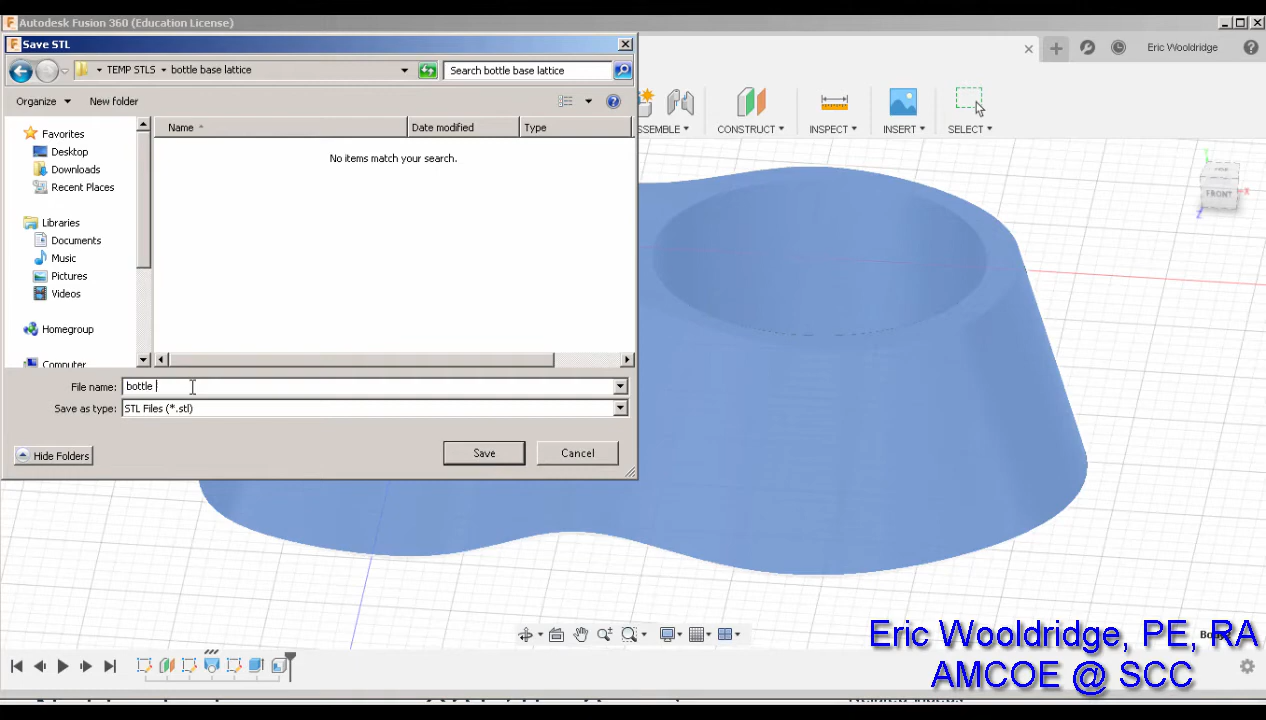 Autodesk Fusion 360 (Education License)
Save STL
TEMP STLS
bottle base lattice
Search bottle base lattice
Eric Wooldridge
Organize
New folder
Name
Date modified
Type
No items match your search.
Favorites
Desktop
Downloads
Recent Places
Libraries
Documents
Music
Pictures
Videos
Homegroup
Computer
File name:
bottle
Save as type:
STL Files (*.stl)
Hide Folders
Save
Cancel
CONSTRUCT
INSPECT
INSERT
SELECT
FRONT
Eric Wooldridge, PE, RA
AMCOE @ SCC